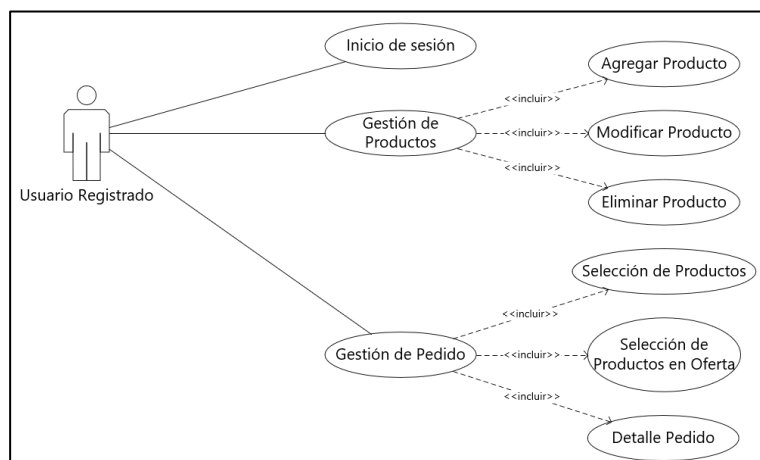 Inicio de sesión
Agregar Producto
<<incluir>>
Gestión de
Productos
<<incluir>>
Modificar Producto
<<incluir>>
Eliminar Producto
Usuario Registrado
Selección de Productos
<<incluir>>
Gestión de Pedido
<<incluir>>
Selección de
Productos en Oferta
<<incluir>>
Detalle Pedido